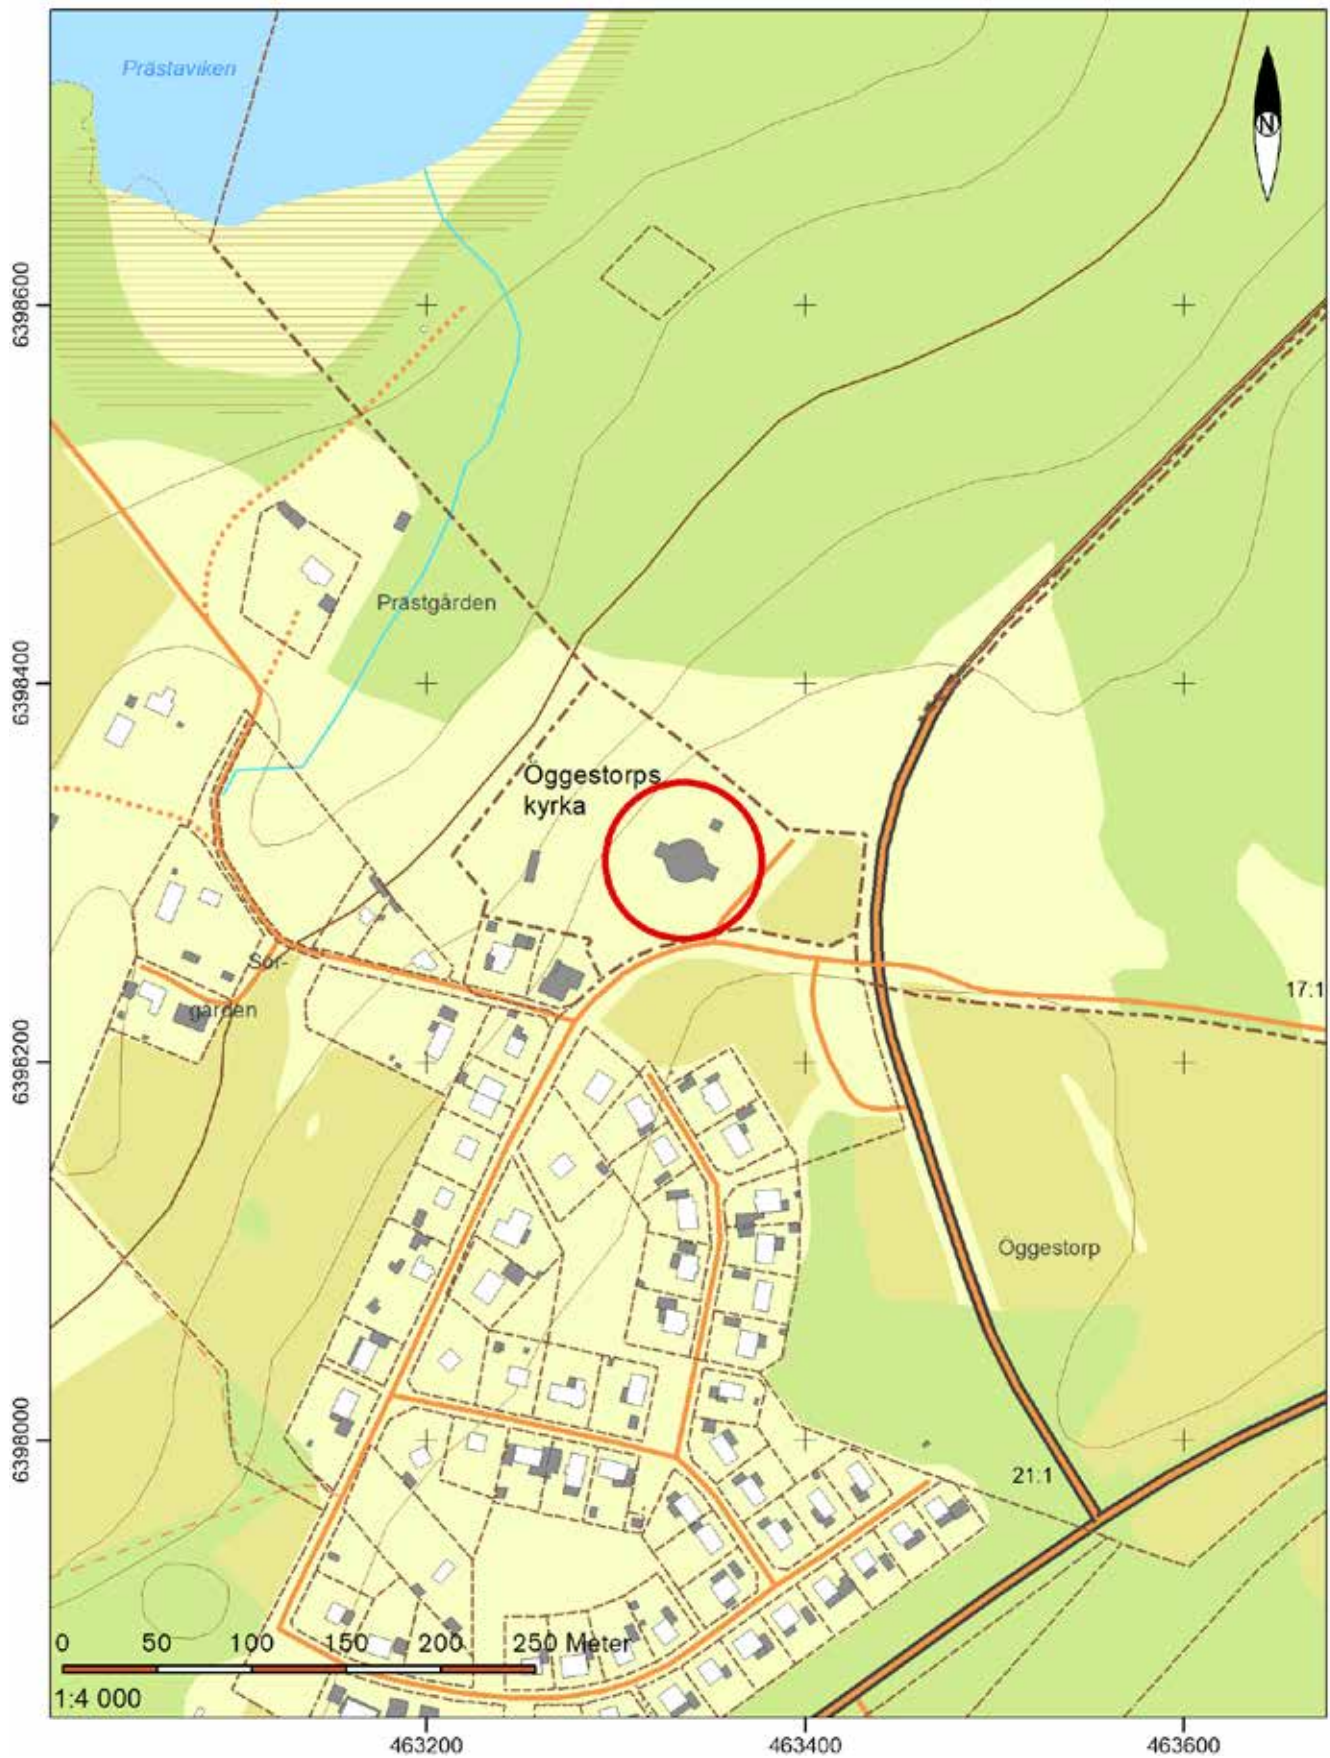 Prästaviken
N
6398600
Prästgården
6398400
Öggestorps
kyrka
Sör-
gården
17:1
6398200
Öggestorp
6398000
21:1
0 50 100 150 200 250 Meter
1:4 000
463200 463400 463600